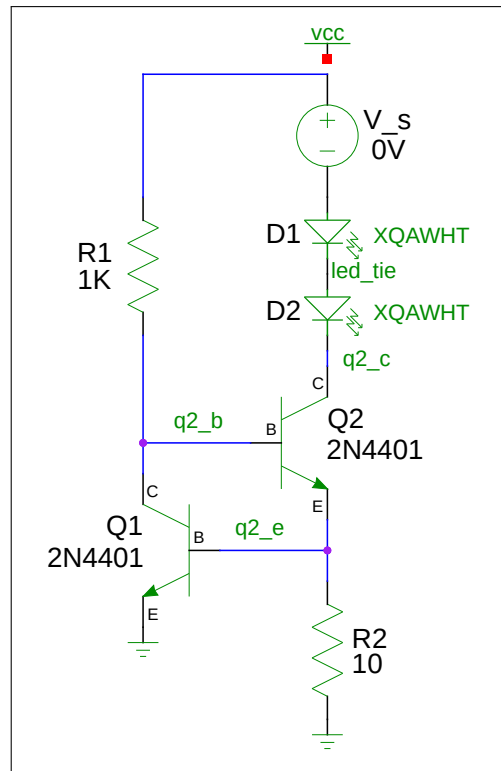 vcc
+
V_s
−
0V
D1
XQAWHT
R1
led_tie
1K
D2
XQAWHT
q2_c
C
Q2
q2_b
B
2N4401
C
E
Q1
q2_e
B
2N4401
E
R2
10